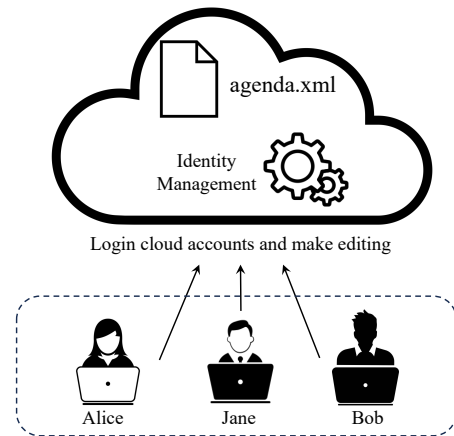 agenda.xml
Identity
Management
Login cloud accounts and make editing
Alice
Jane
Bob